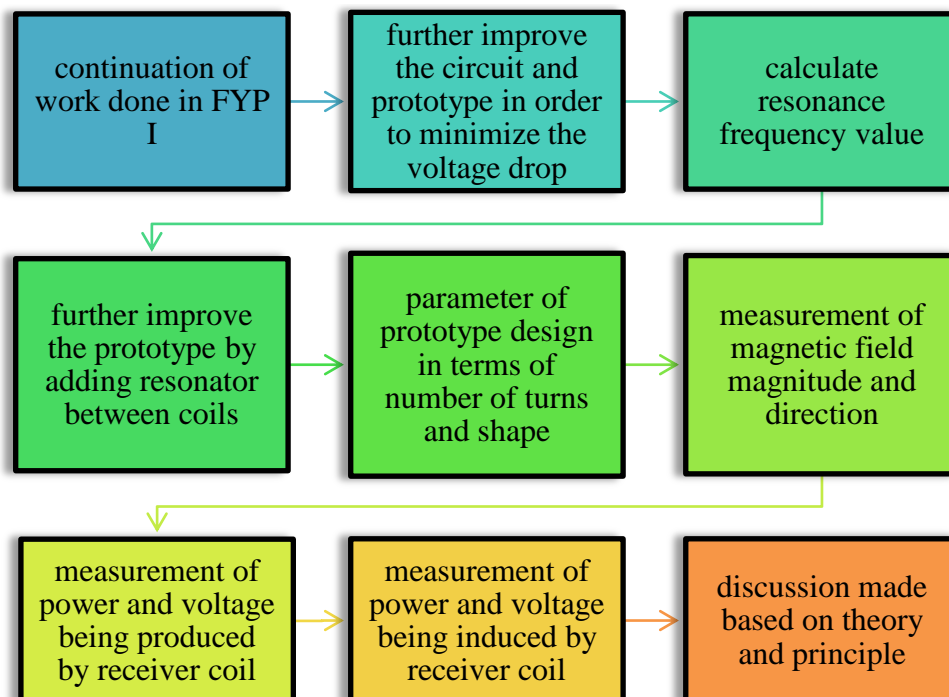 continuation of
work done in FYP
I
further improve
the circuit and
prototype in order
to minimize the
voltage drop
calculate
resonance
frequency value
further improve
the prototype by
adding resonator
between coils
parameter of
prototype design
in terms of
number of turns
and shape
measurement of
magnetic field
magnitude and
direction
measurement of
power and voltage
being produced
by receiver coil
measurement of
power and voltage
being induced by
receiver coil
discussion made
based on theory
and principle